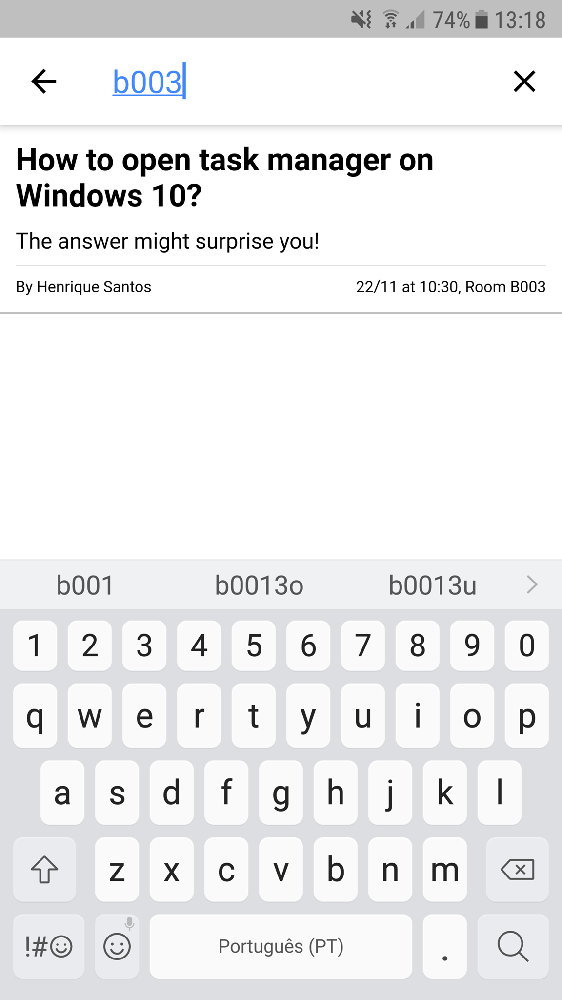 74% 13:18
b003
How to open task manager on
Windows 10?
The answer might surprise you!
By Henrique Santos 22/11 at 10:30, Room B003
b001 b0013o b0013u
1 2 3 4 5 6 7 8 9 0
q w e r t y u i o p
a s d f g h j k l
z x c v b n m
!#☺ Português (PT) .